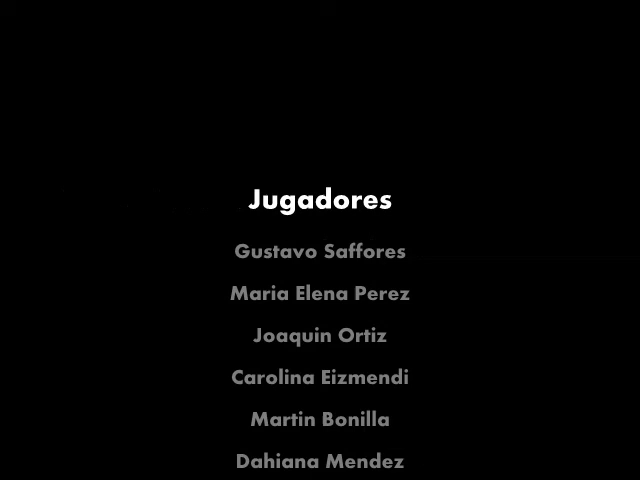 Jugadores
Gustavo Saffores
Maria Elena Perez
Joaquin Ortiz
Carolina Eizmendi
Martin Bonilla
Dahiana Mendez